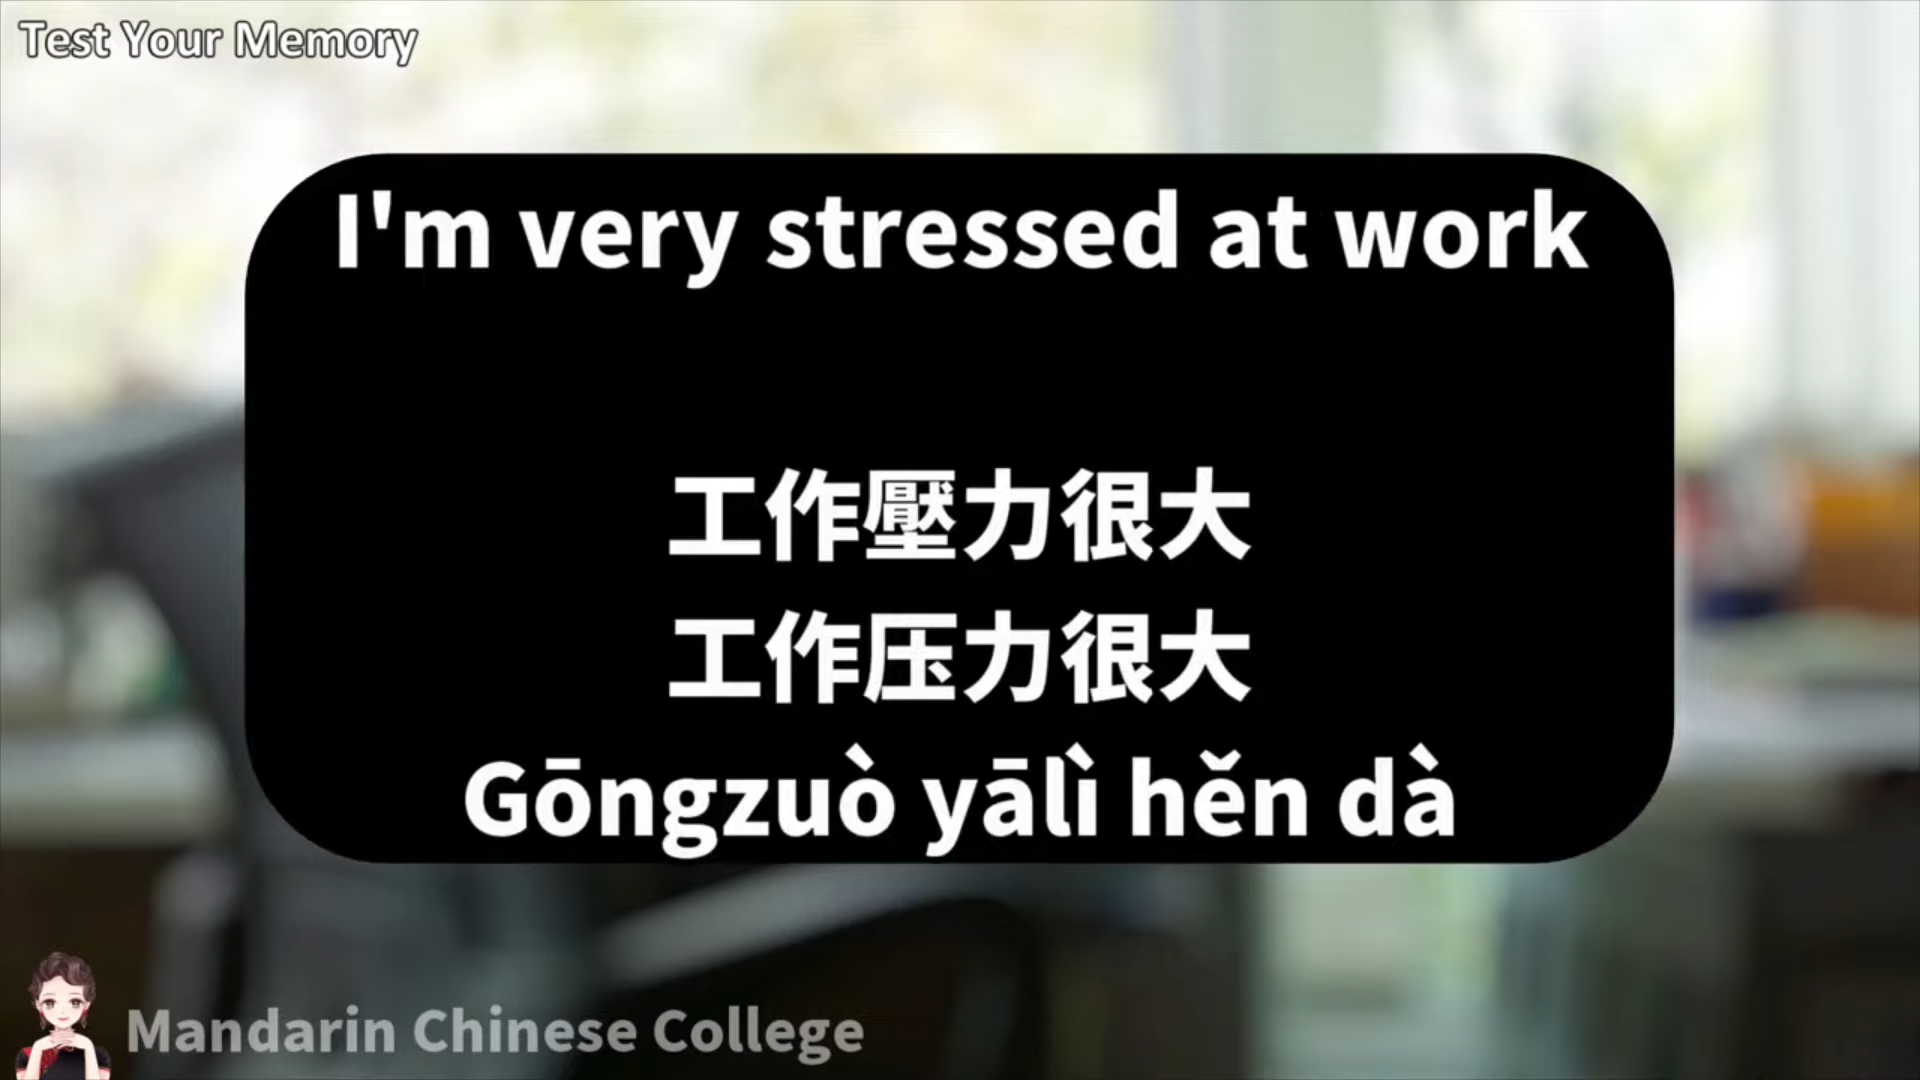 Test Your Memory
I'm very stressed at work
工作壓力很大
工作压力很大
Gōngzuò yālì hěn dà
Mandarin Chinese College